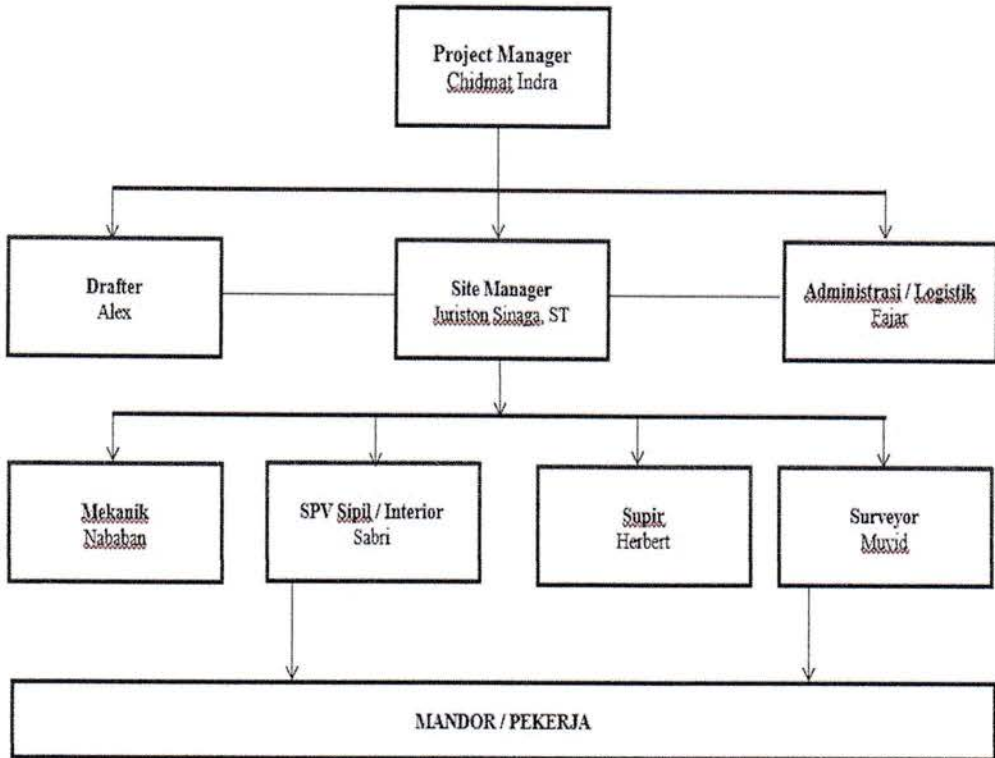 Project Manager
Chidmat Indra
Drafter
Alex
Site Manager
Juriston Sinaga, ST
Administrasi / Logistik
Fajar
Mekanik
Nababan
SPV Sipil / Interior
Sabri
Supir
Herbert
Surveyor
Muvid
MANDOR / PEKERJA